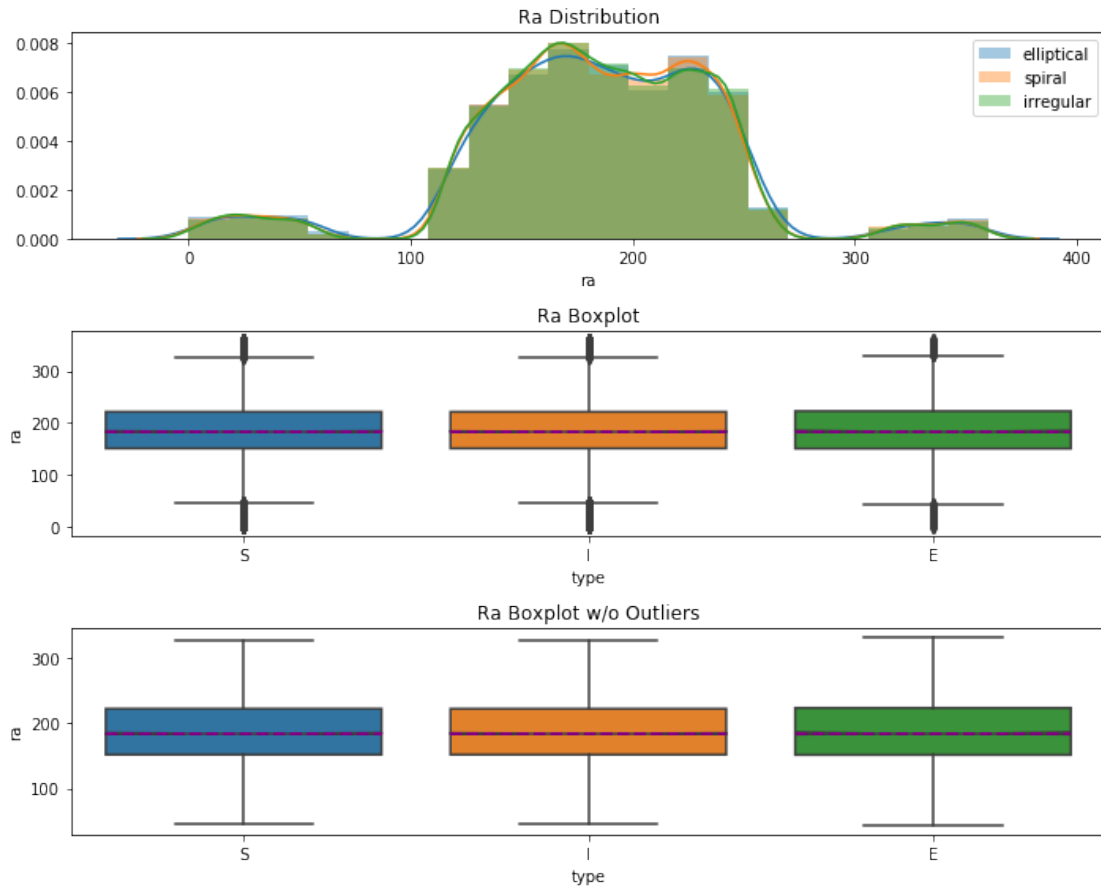 Ra Distribution
0.008
0.006
0.004
0.002
0.000
elliptical
spiral
irregular
0
100
200
300
400
ra
Ra Boxplot
300
200
100
0
ra
S
I
E
type
Ra Boxplot w/o Outliers
300
200
100
ra
S
I
E
type